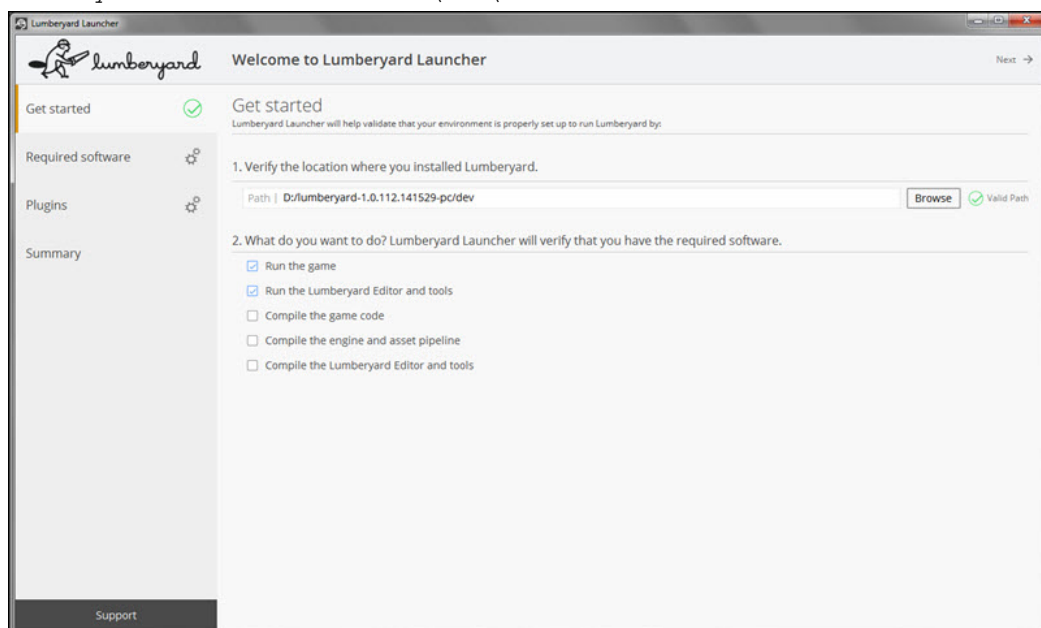 Lumberyard Launcher
lumberyard
Welcome to Lumberyard Launcher
Next →
Get started
Required software
Plugins
Summary
Support
Get started
Lumberyard Launcher will help validate that your environment is properly set up to run Lumberyard by:
1. Verify the location where you installed Lumberyard.
Path | D:/lumberyard-1.0.112.141529-pc/dev
Browse
Valid Path
2. What do you want to do? Lumberyard Launcher will verify that you have the required software.
Run the game
Run the Lumberyard Editor and tools
Compile the game code
Compile the engine and asset pipeline
Compile the Lumberyard Editor and tools